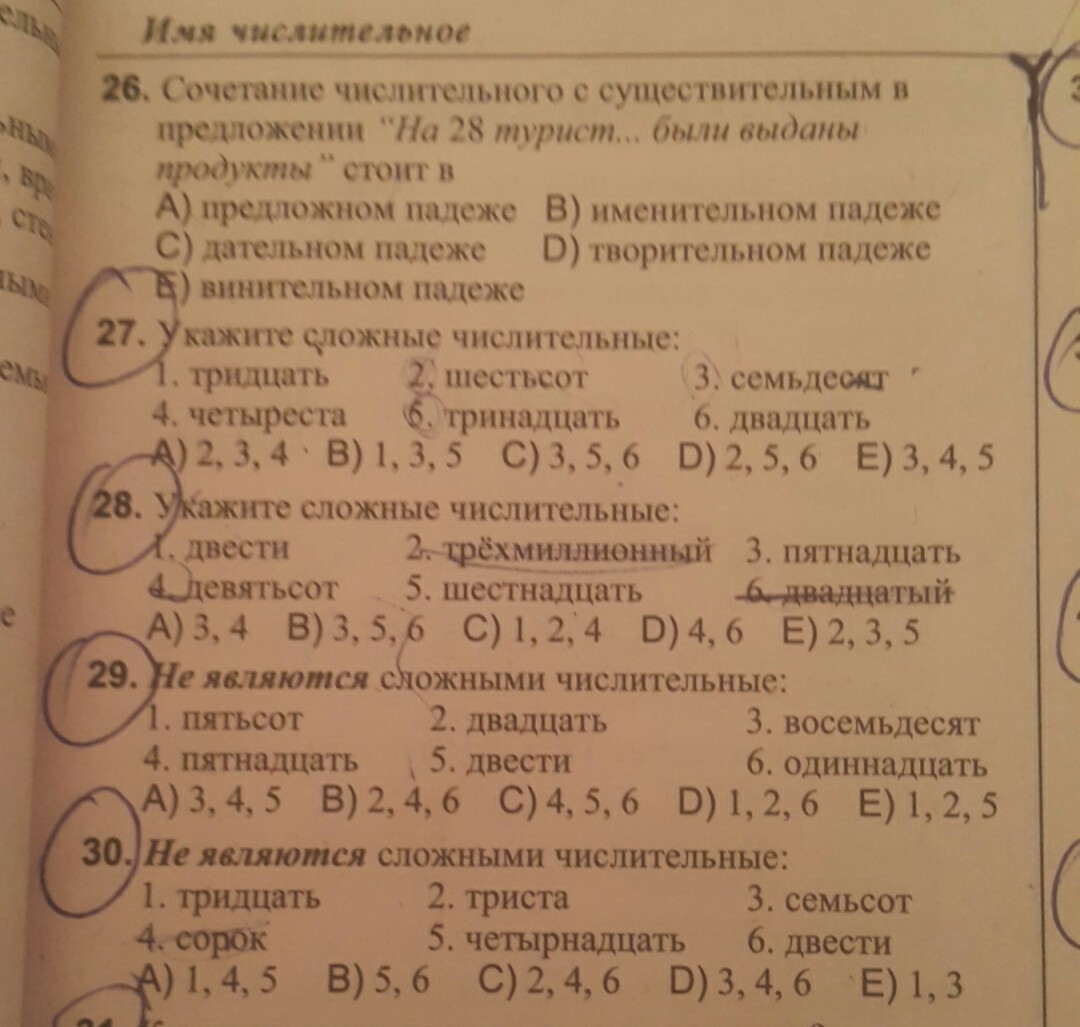 Имя числительное
26. Сочетание числительного с существительным в
предложении "На 28 турист... были выданы
продукты" стоит в
A) предложном падеже B) именительном падеже
C) дательном падеже D) творительном падеже
E) винительном падеже
27. Укажите сложные числительные:
1. тридцать 2. шестьсот 3. семьдесят
4. четыреста 5. тринадцать 6. двадцать
A) 2, 3, 4 B) 1, 3, 5 C) 3, 5, 6 D) 2, 5, 6 E) 3, 4, 5
28. Укажите сложные числительные:
1. двести 2. трёхмиллионный 3. пятнадцать
4. девятьсот 5. шестнадцать 6. двадцатый
A) 3, 4 B) 3, 5, 6 C) 1, 2, 4 D) 4, 6 E) 2, 3, 5
29. Не являются сложными числительные:
1. пятьсот 2. двадцать 3. восемьдесят
4. пятнадцать 5. двести 6. одиннадцать
A) 3, 4, 5 B) 2, 4, 6 C) 4, 5, 6 D) 1, 2, 6 E) 1, 2, 5
30. Не являются сложными числительные:
1. тридцать 2. триста 3. семьсот
4. сорок 5. четырнадцать 6. двести
A) 1, 4, 5 B) 5, 6 C) 2, 4, 6 D) 3, 4, 6 E) 1, 3